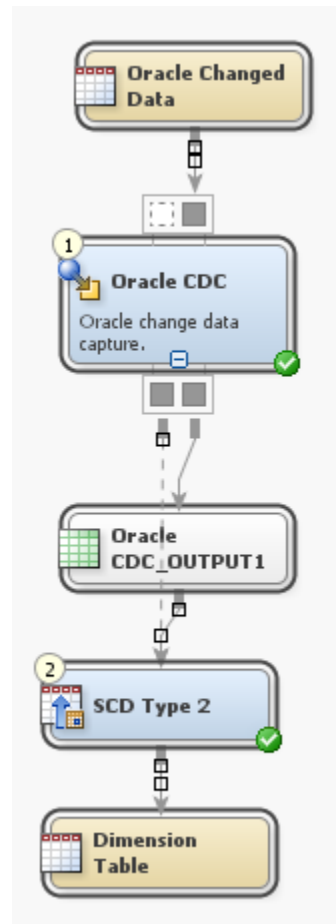 Oracle Changed
Data
1
Oracle CDC
Oracle change data
capture.
Oracle
CDC_OUTPUT1
2
SCD Type 2
Dimension
Table